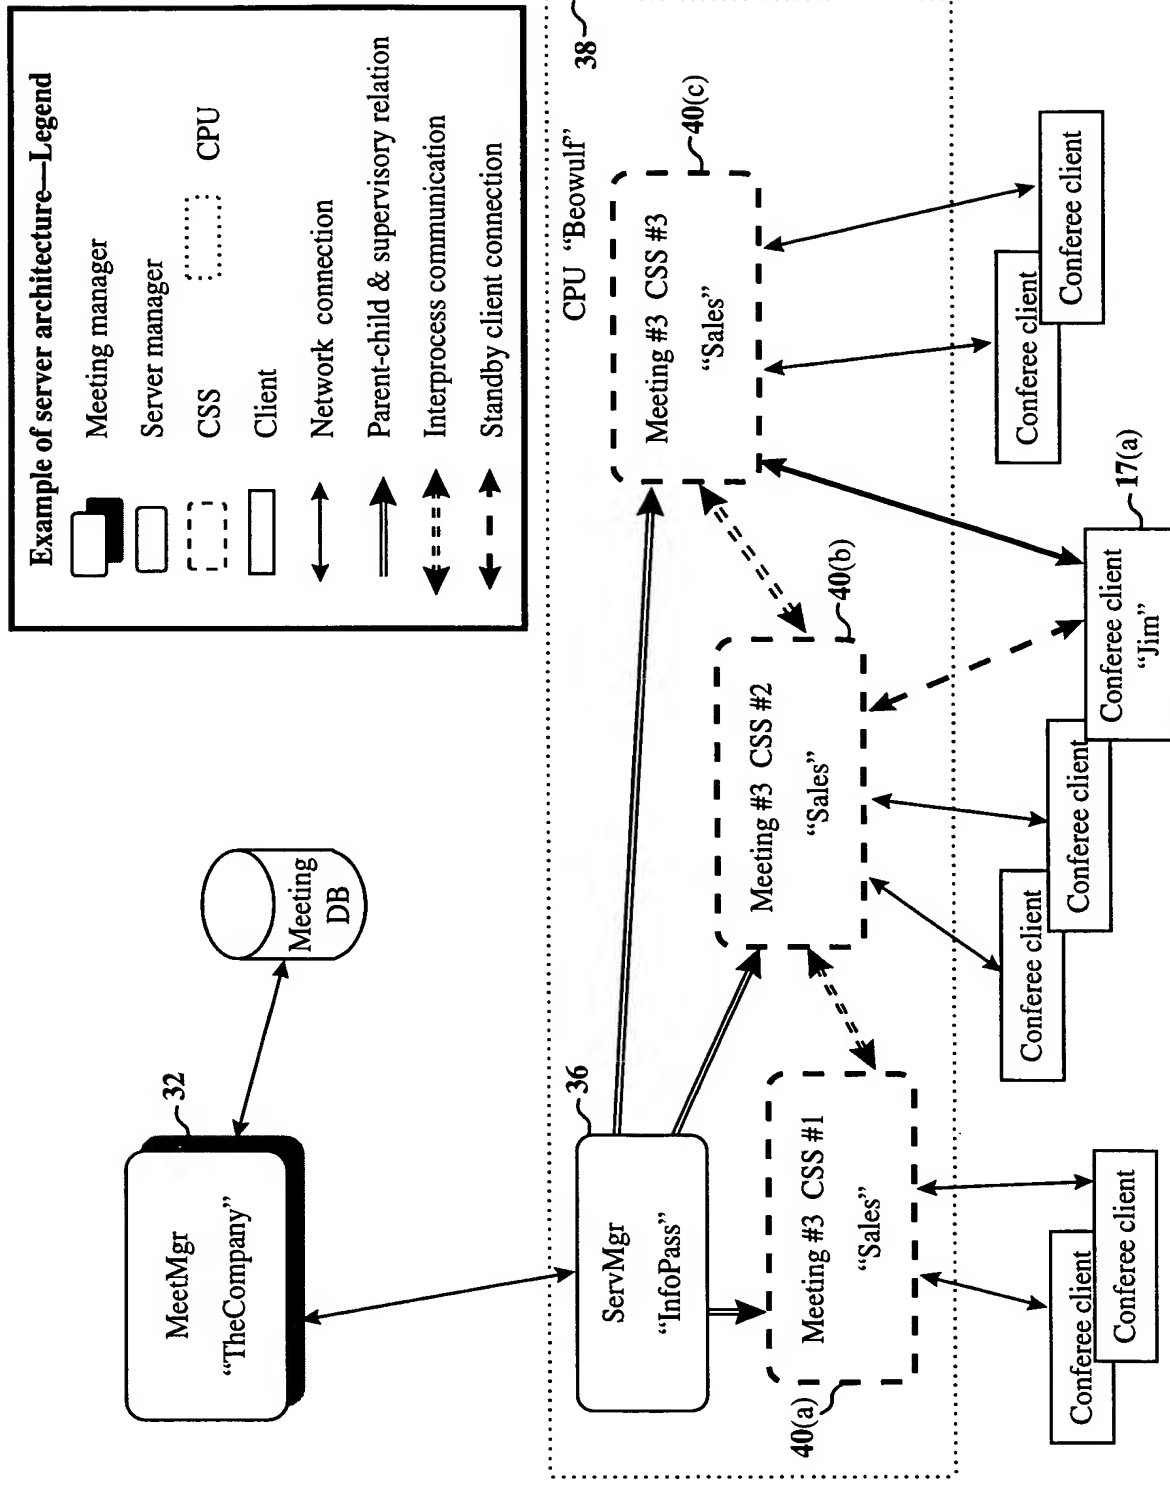 Example of server architecture—Legend
Meeting manager
Server manager
CSS
CPU
Client
Network connection
Parent-child & supervisory relation
Interprocess communication
Standby client connection
MeetMgr
“TheCompany”
32
Meeting
DB
38
CPU “Beowulf”
ServMgr
“InfoPass”
36
Meeting #3 CSS #1
“Sales”
40(a)
Meeting #3 CSS #2
“Sales”
40(b)
Meeting #3 CSS #3
“Sales”
40(c)
Conferee client
Conferee client
Conferee client
Conferee client
Conferee client
“Jim”
17(a)
Conferee client
Conferee client